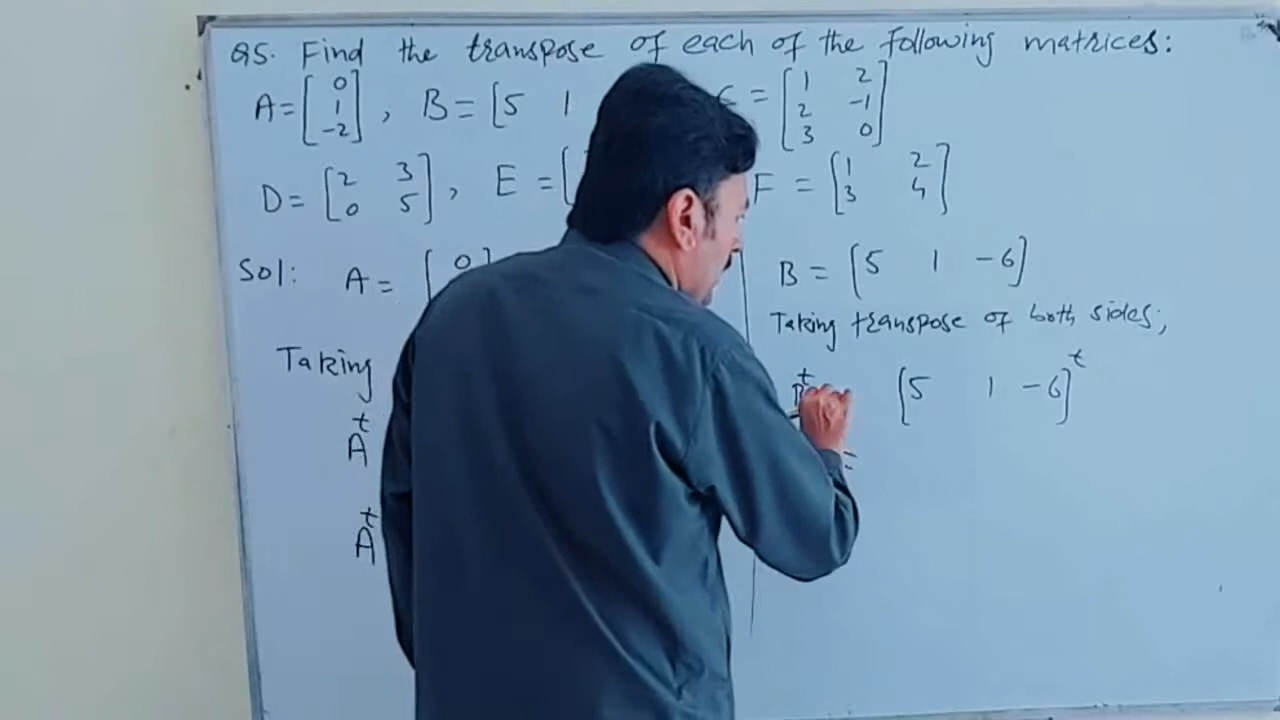 Q5. Find the transpose of each of the following matrices:
A = [0 1 -2], B = [5 1 C = [1 2 2 -1 3 0]
D = [2 3 0 5], E = [ F = [1 2 3 4]
Sol: A = [0
Taking
A^t
A^t
B = [5 1 -6]
Taking transpose of both sides;
B^t [5 1 -6]^t
=